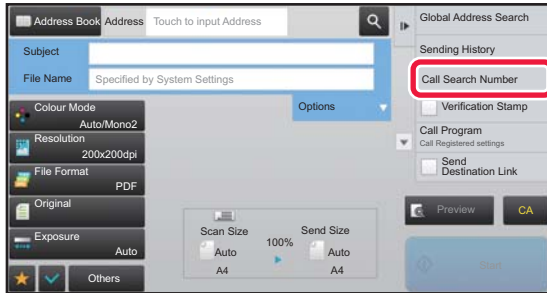 Address Book Address Touch to input Address
Subject
File Name Specified by System Settings
Colour Mode
Auto/Mono2
Options
Resolution
200x200dpi
File Format
PDF
Original
Exposure
Auto
Others
Scan Size
Auto
A4
100%
Send Size
Auto
A4
Global Address Search
Sending History
Call Search Number
Verification Stamp
Call Program
Call Registered settings
Send
Destination Link
Preview
CA
Start